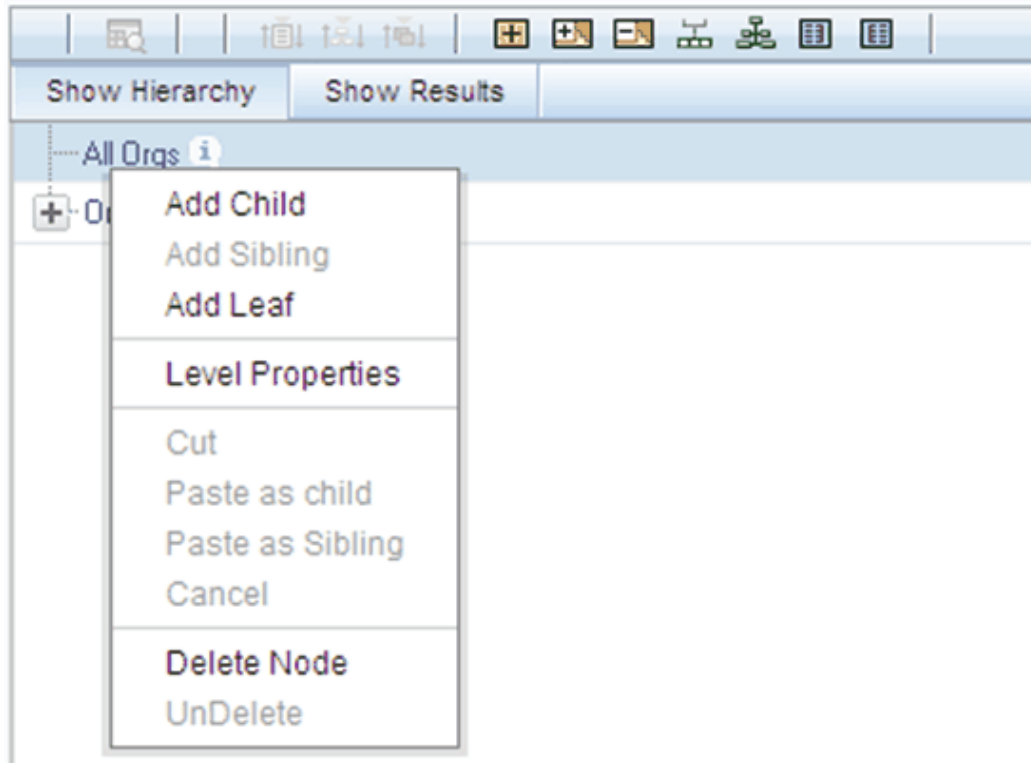 Show Hierarchy Show Results
All Orgs
Add Child
Add Sibling
Add Leaf
Level Properties
Cut
Paste as child
Paste as Sibling
Cancel
Delete Node
UnDelete